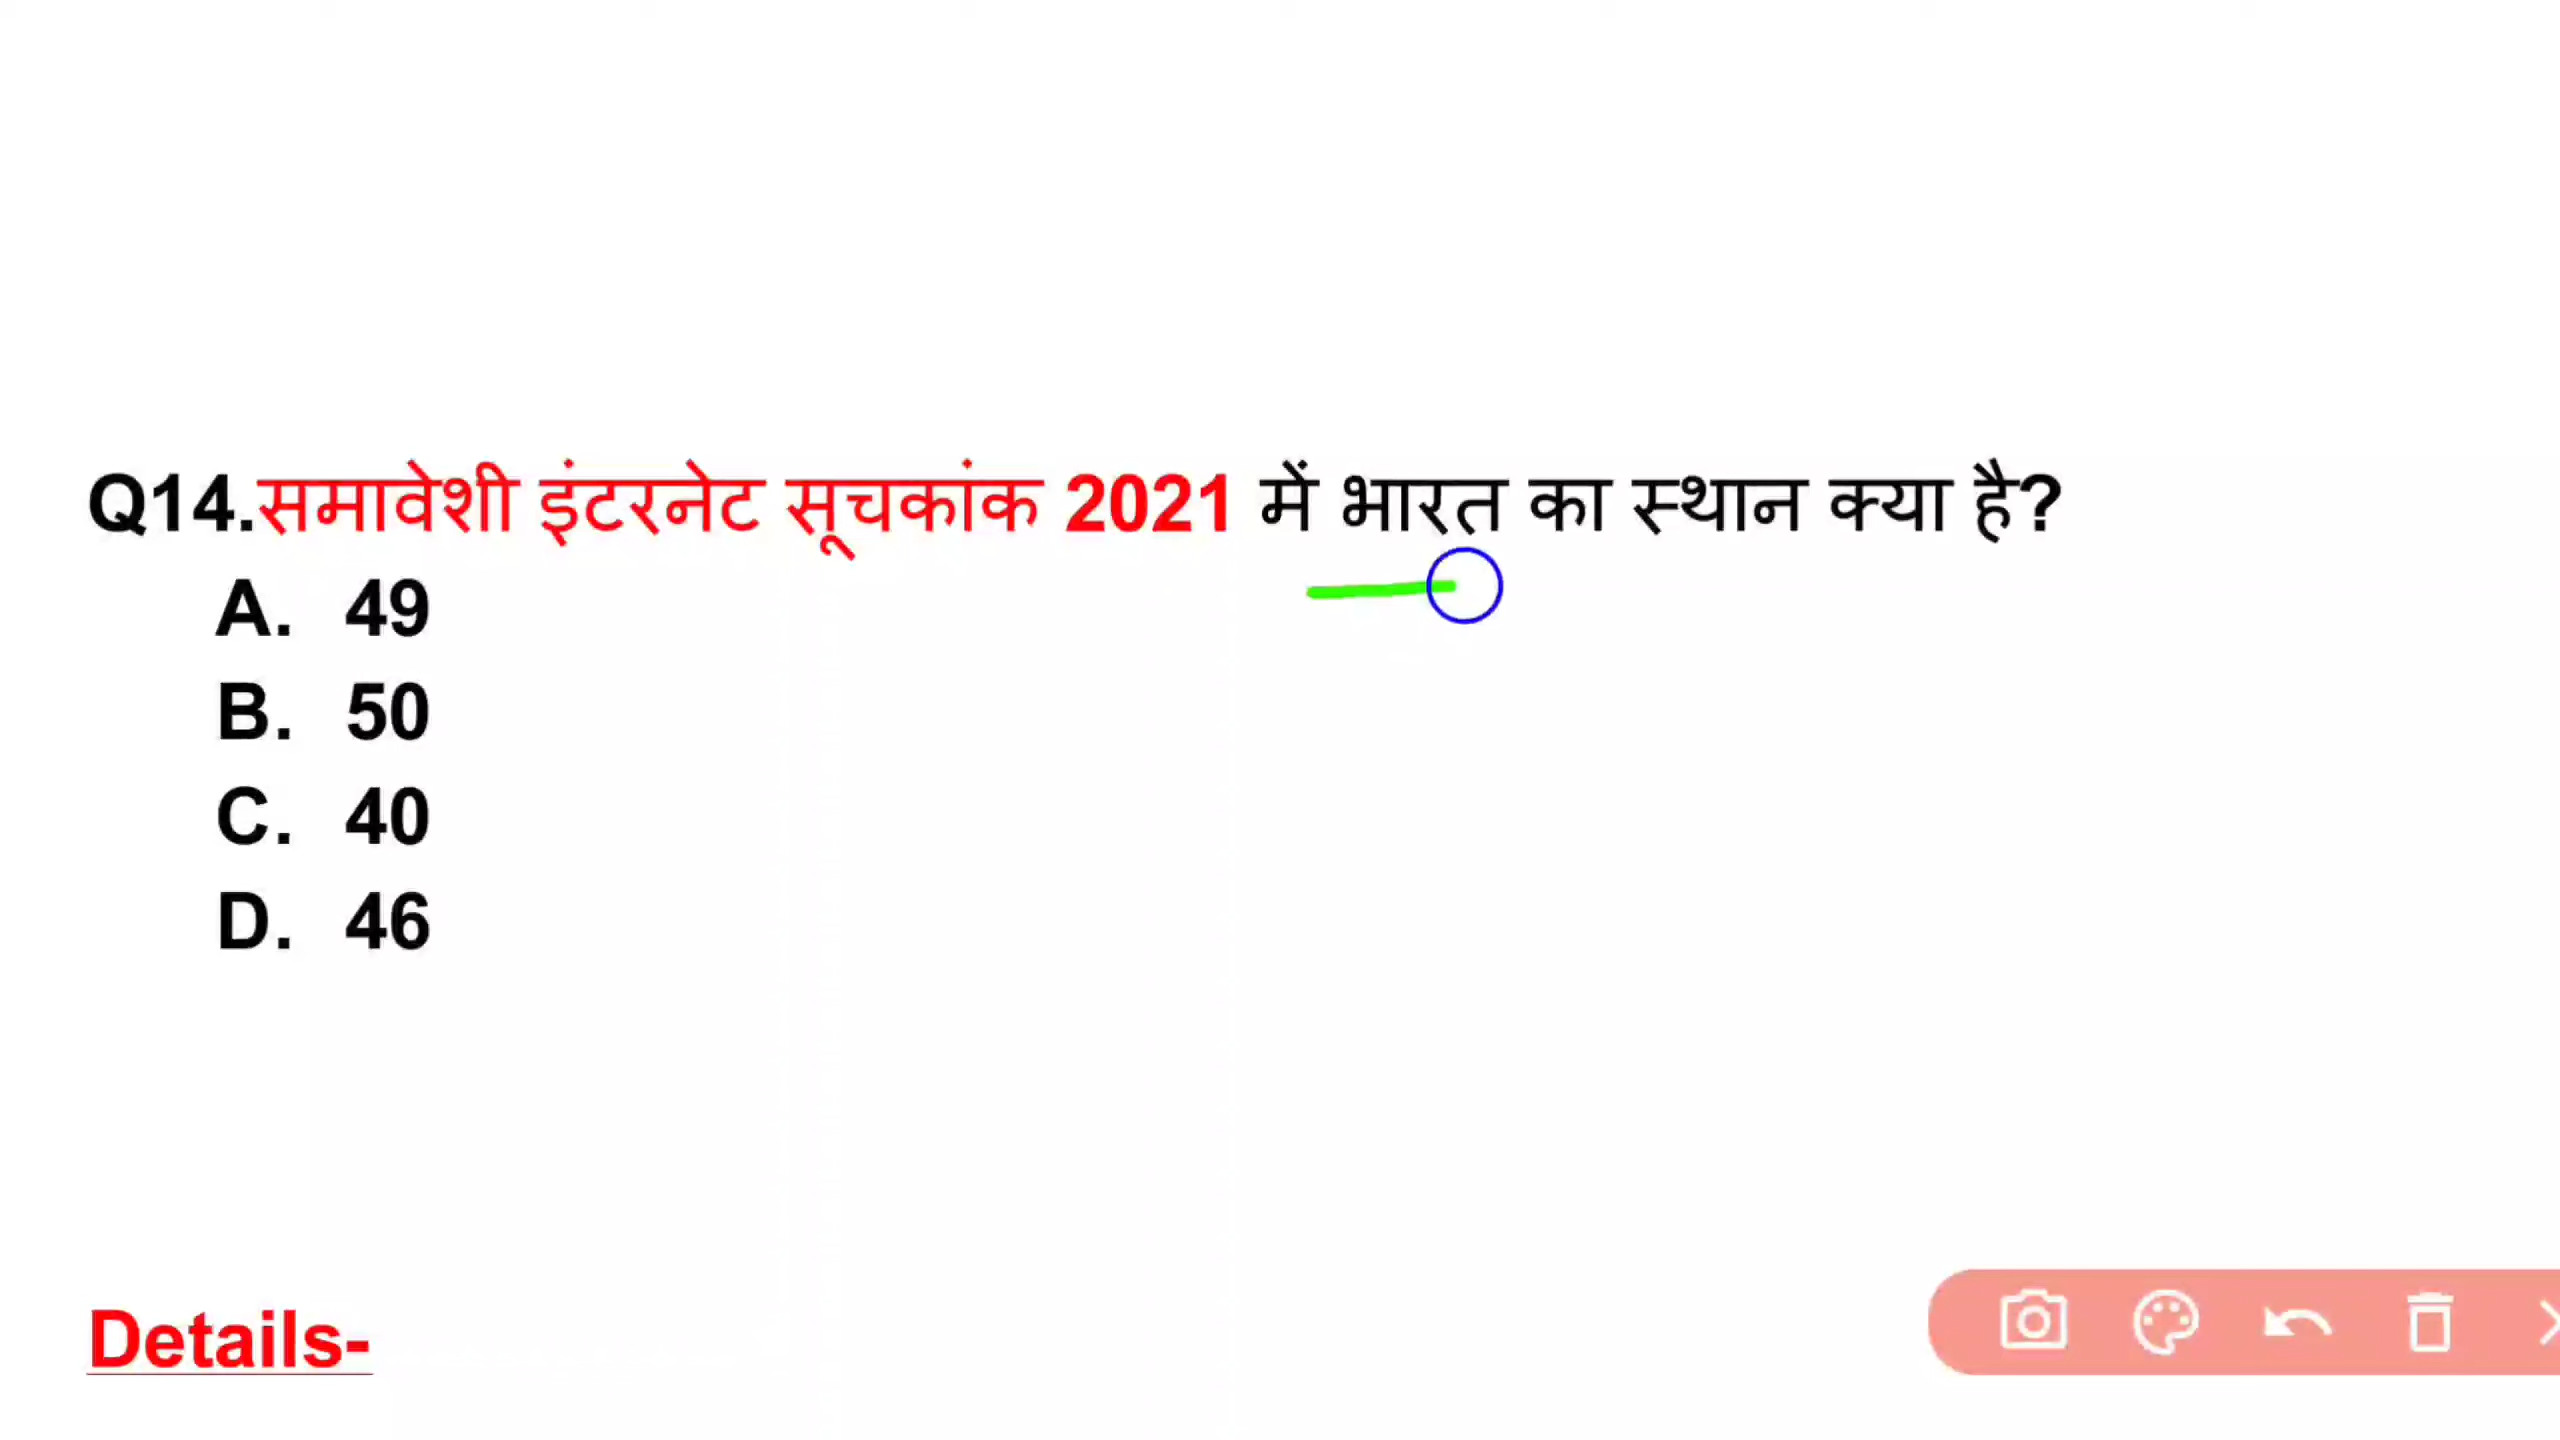 Q14.समावेशी इंटरनेट सूचकांक 2021 में भारत का स्थान क्या है?
A. 49
B. 50
C. 40
D. 46
Details-